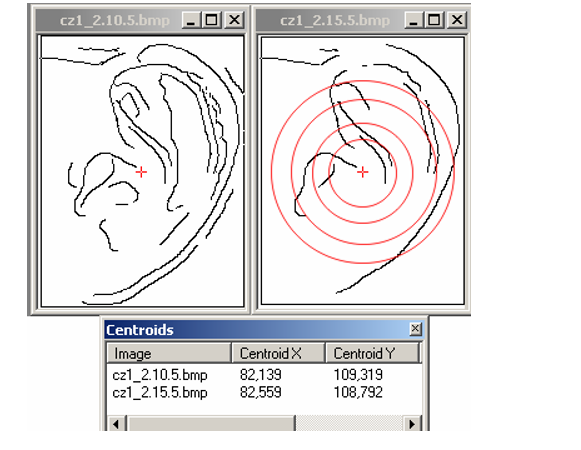 cz1_2.10.5.bmp
cz1_2.15.5.bmp
Centroids
Image Centroid X Centroid Y
cz1_2.10.5.bmp 82,139 109,319
cz1_2.15.5.bmp 82,559 108,792